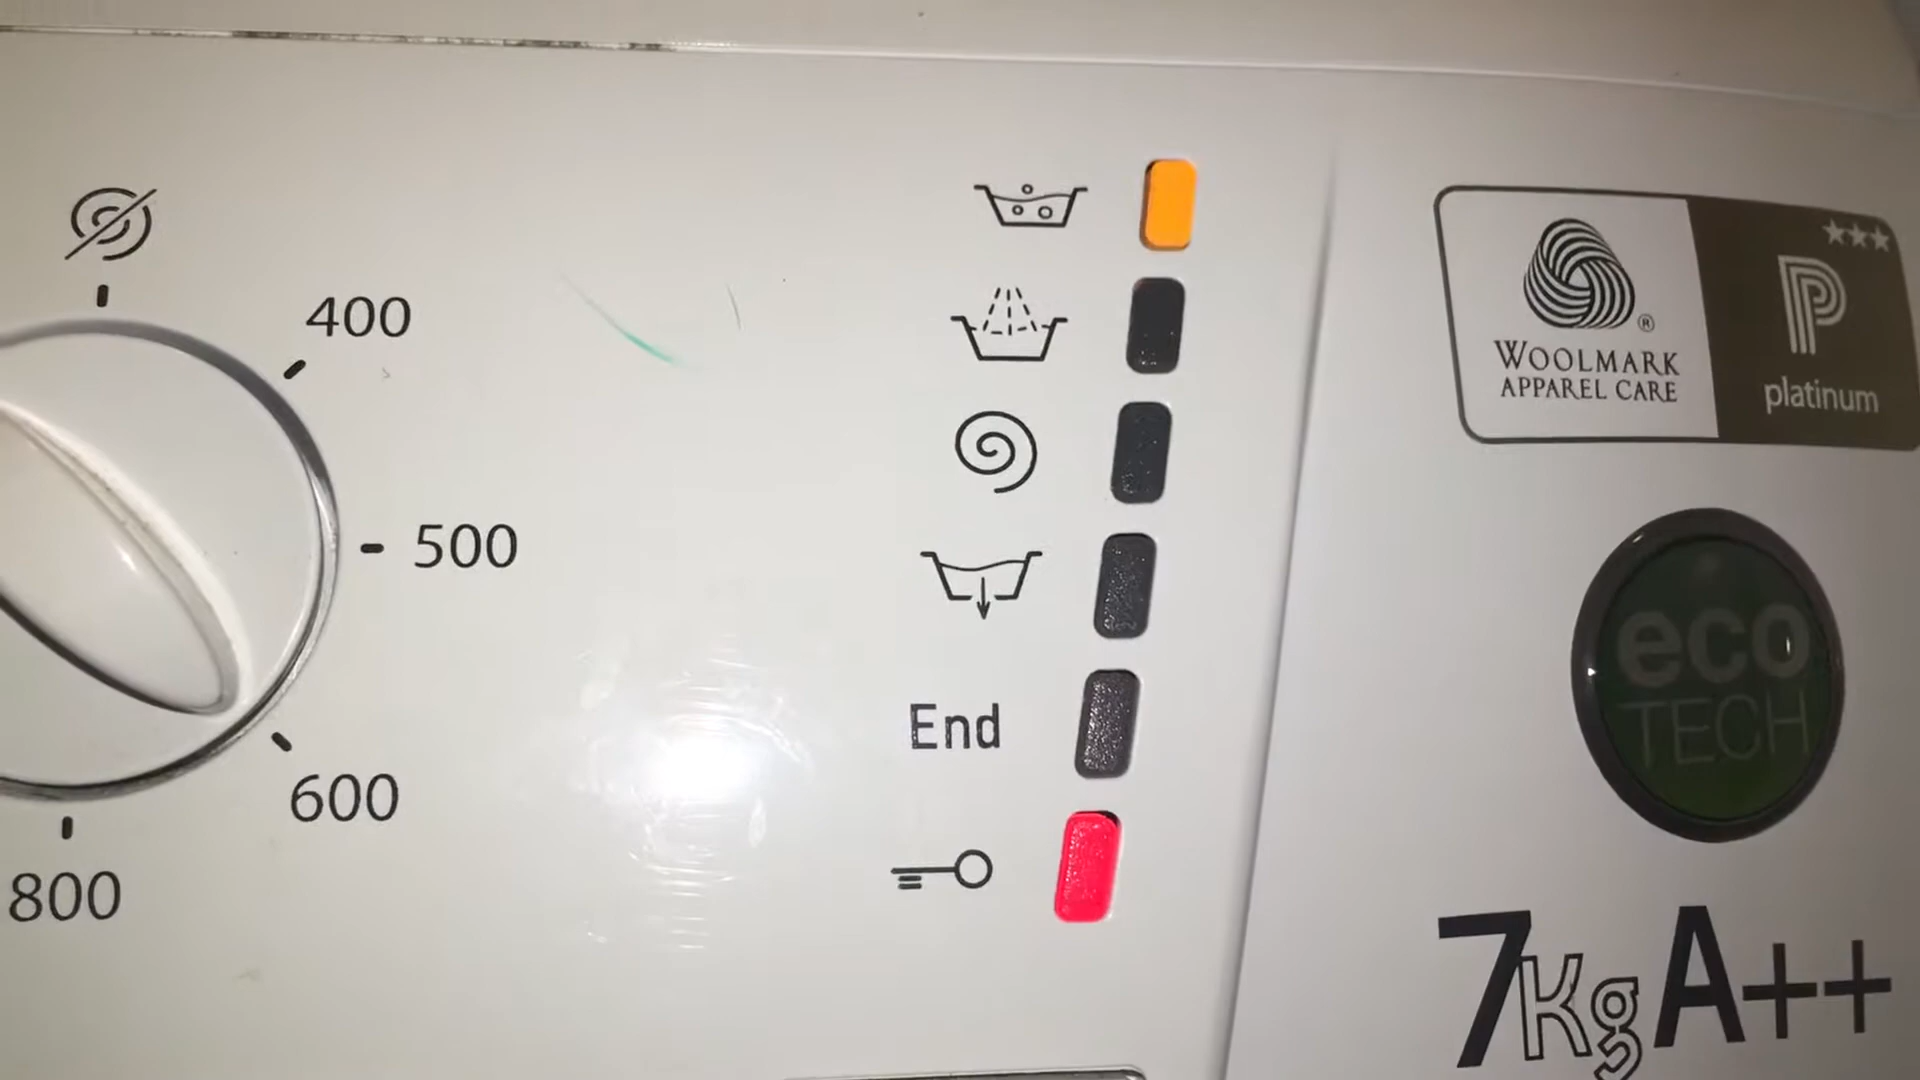 400
500
600
800
End
WOOLMARK
APPAREL CARE
®
platinum
eco
TECH
7Kg A++